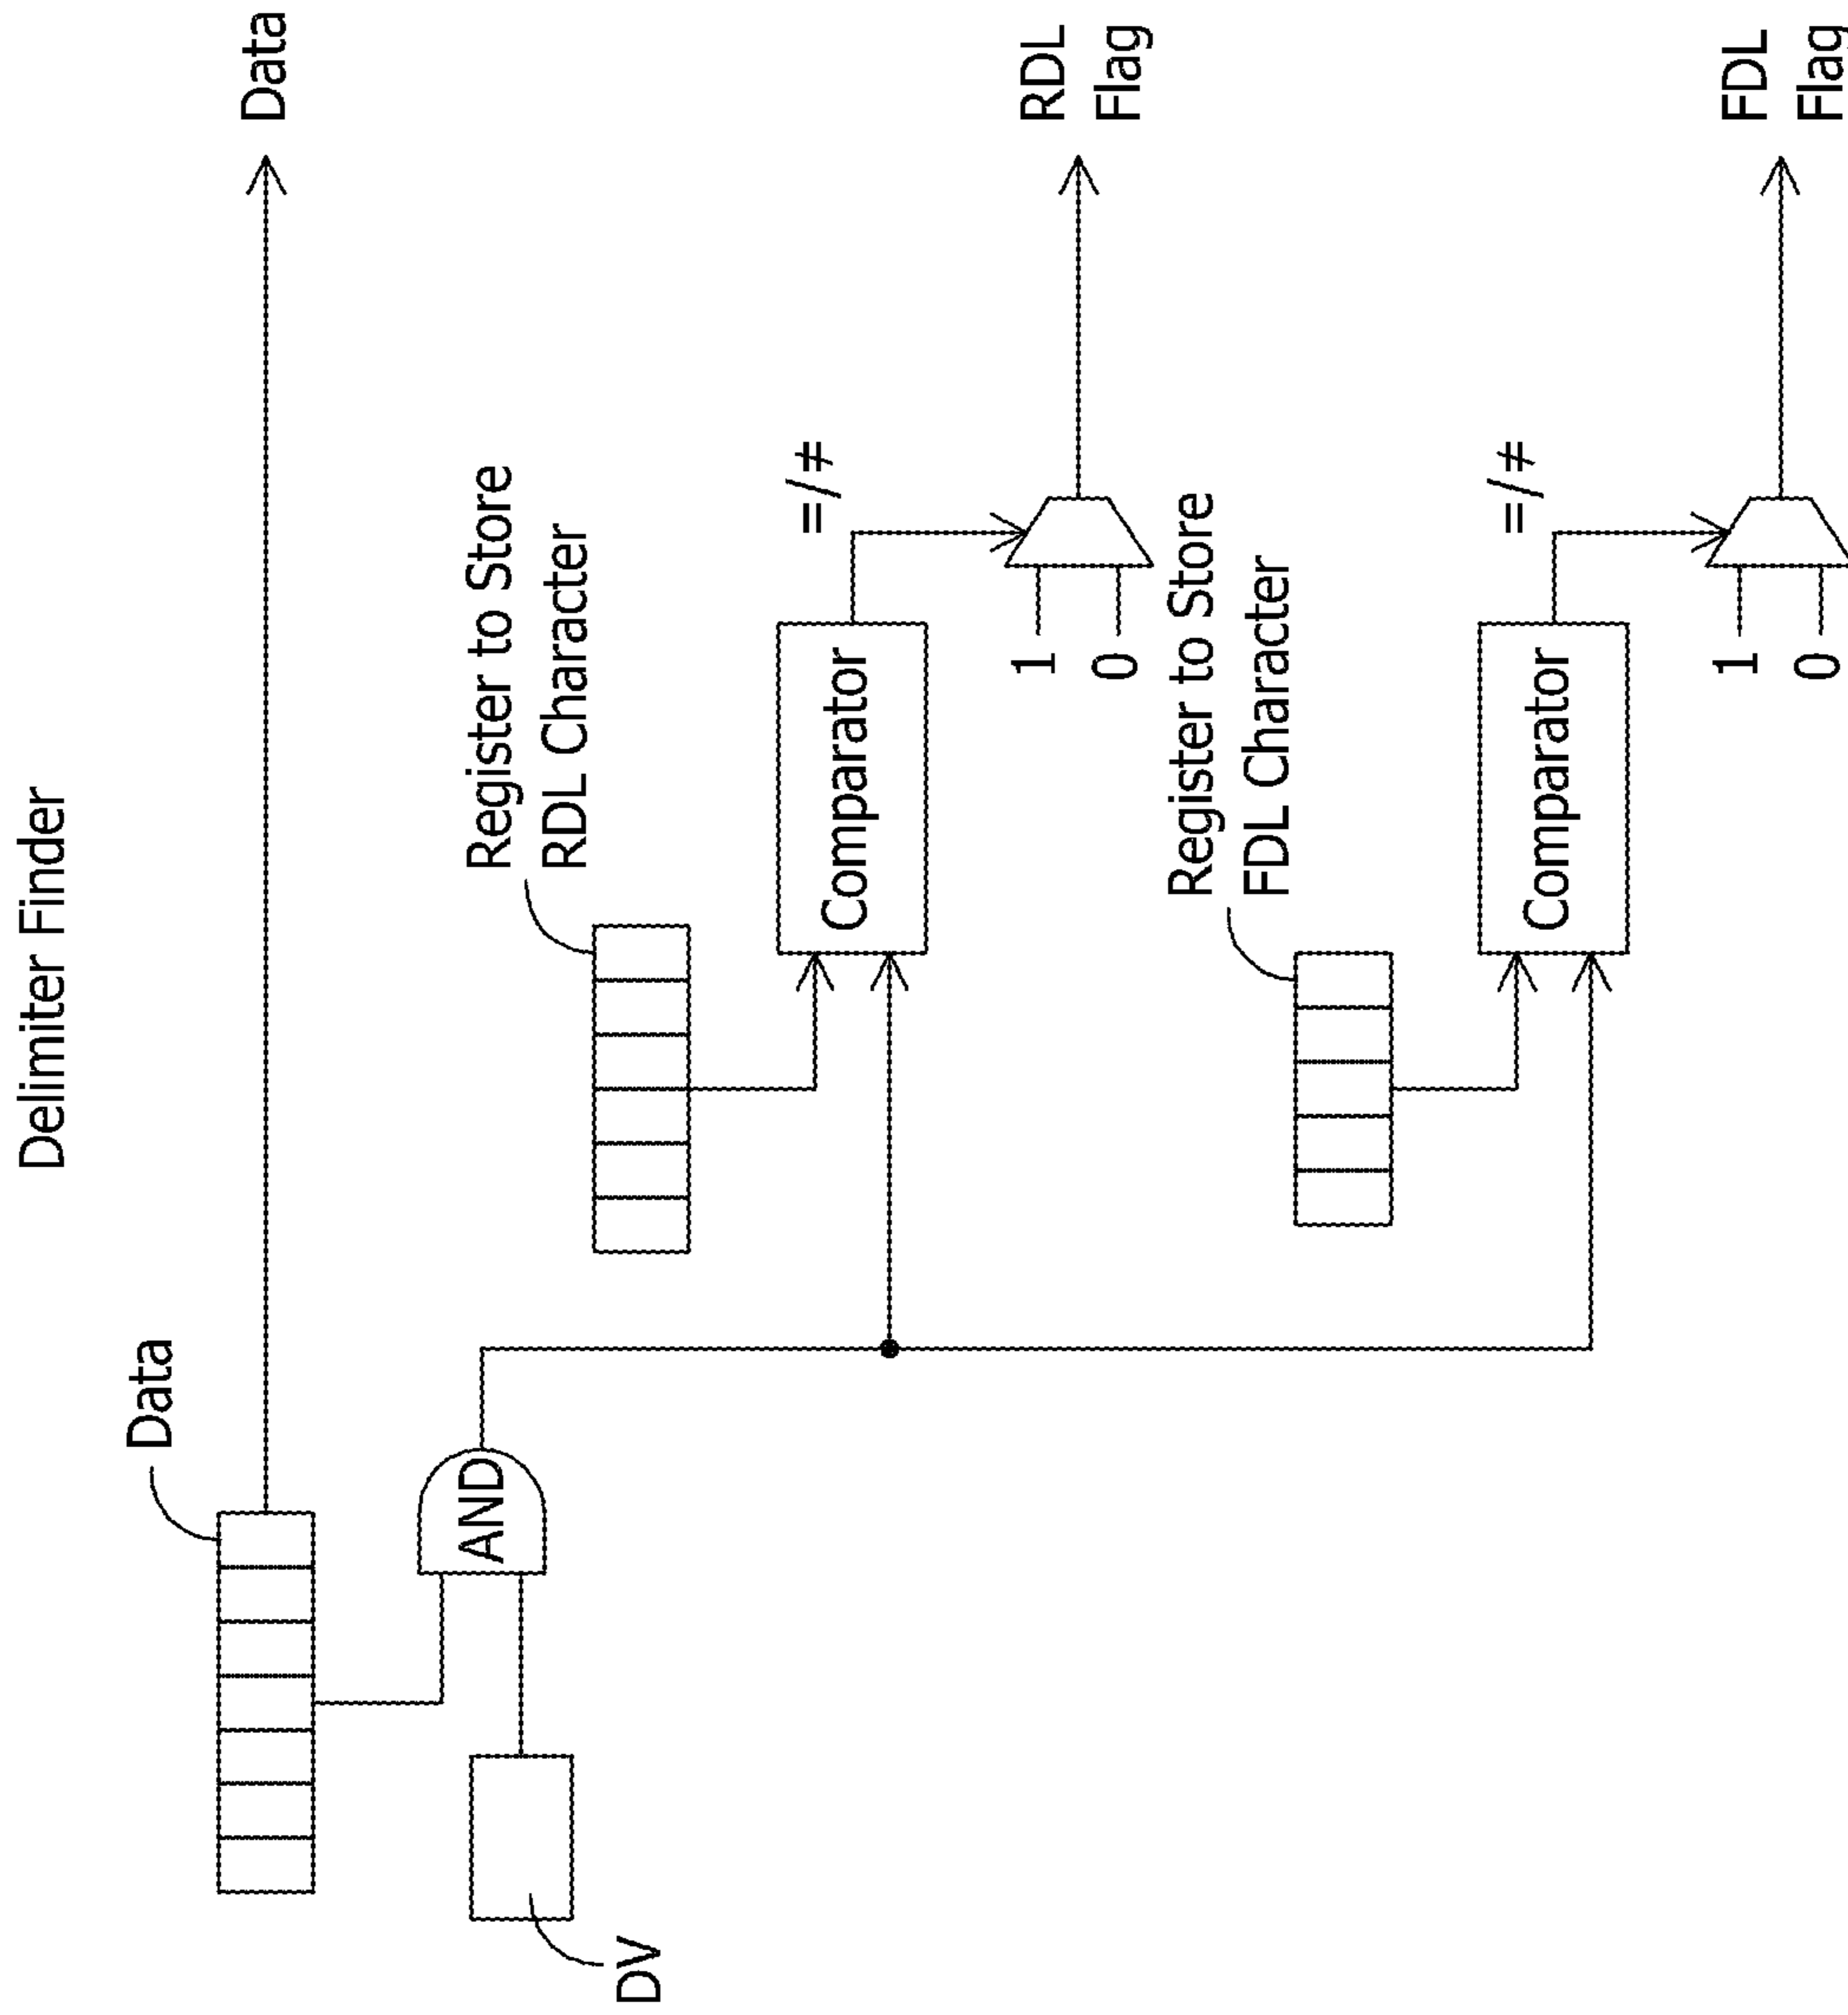 Delimiter Finder
Data
Data
DV
AND
Register to Store
RDL Character
Comparator
=/≠
1
0
RDL
Flag
Register to Store
FDL Character
Comparator
=/≠
1
0
FDL
Flag